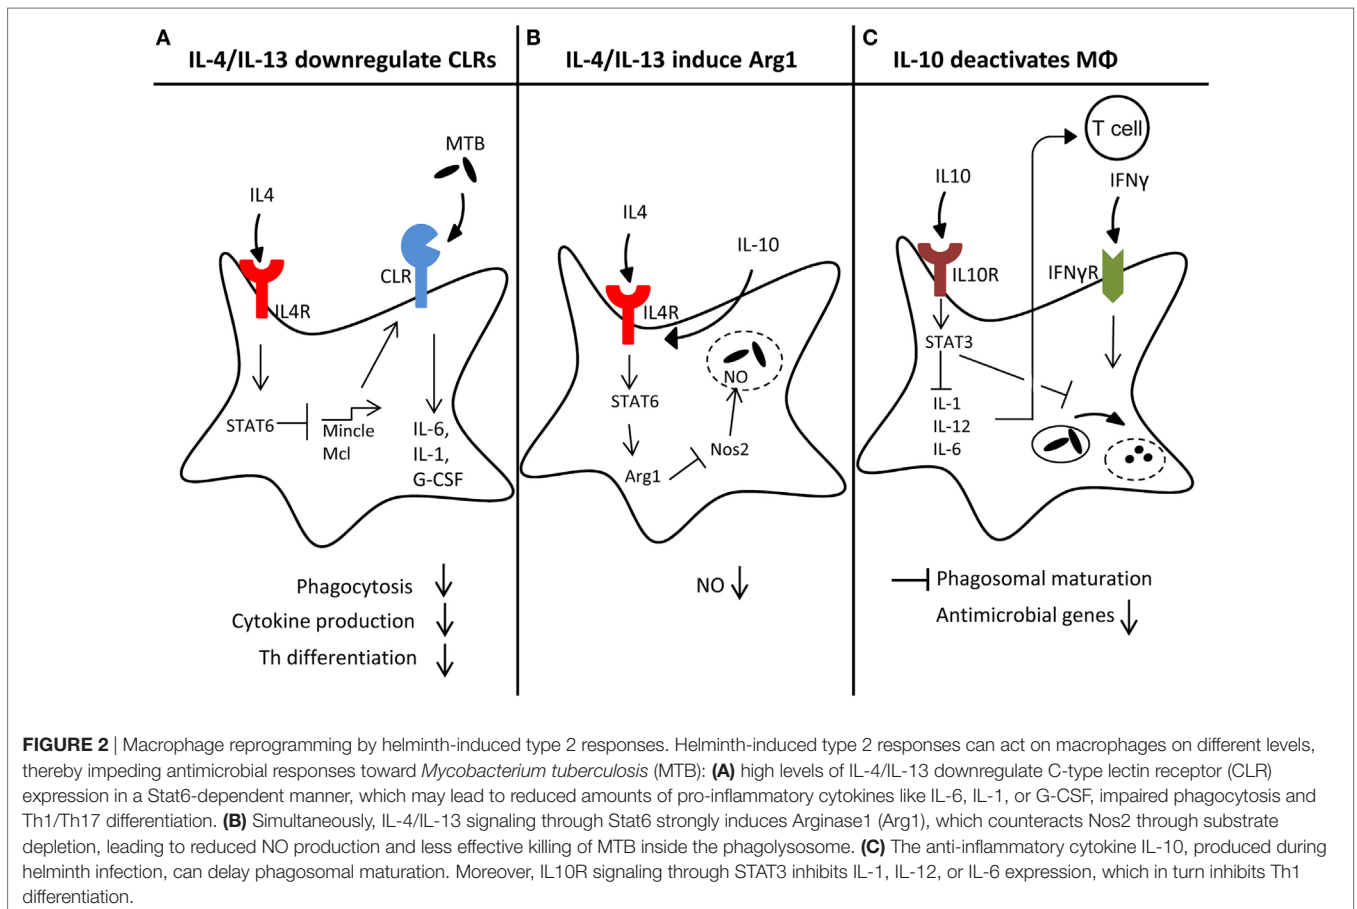 A
IL-4/IL-13 downregulate CLRs
MTB
IL4
CLR
IL4R
STAT6
Mincle
Mcl
IL-6,
IL-1,
G-CSF
Phagocytosis
Cytokine production
Th differentiation
B
IL-4/IL-13 induce Arg1
IL4
IL-10
IL4R
NO
STAT6
Nos2
Arg1
NO
C
IL-10 deactivates MΦ
T cell
IL10
IFNγ
IL10R
IFNγR
STAT3
IL-1
IL-12
IL-6
Phagosomal maturation
Antimicrobial genes
FIGURE 2 | Macrophage reprogramming by helminth-induced type 2 responses. Helminth-induced type 2 responses can act on macrophages on different levels,
thereby impeding antimicrobial responses toward Mycobacterium tuberculosis (MTB): (A) high levels of IL-4/IL-13 downregulate C-type lectin receptor (CLR)
expression in a Stat6-dependent manner, which may lead to reduced amounts of pro-inflammatory cytokines like IL-6, IL-1, or G-CSF, impaired phagocytosis and
Th1/Th17 differentiation. (B) Simultaneously, IL-4/IL-13 signaling through Stat6 strongly induces Arginase1 (Arg1), which counteracts Nos2 through substrate
depletion, leading to reduced NO production and less effective killing of MTB inside the phagolysosome. (C) The anti-inflammatory cytokine IL-10, produced during
helminth infection, can delay phagosomal maturation. Moreover, IL10R signaling through STAT3 inhibits IL-1, IL-12, or IL-6 expression, which in turn inhibits Th1
differentiation.